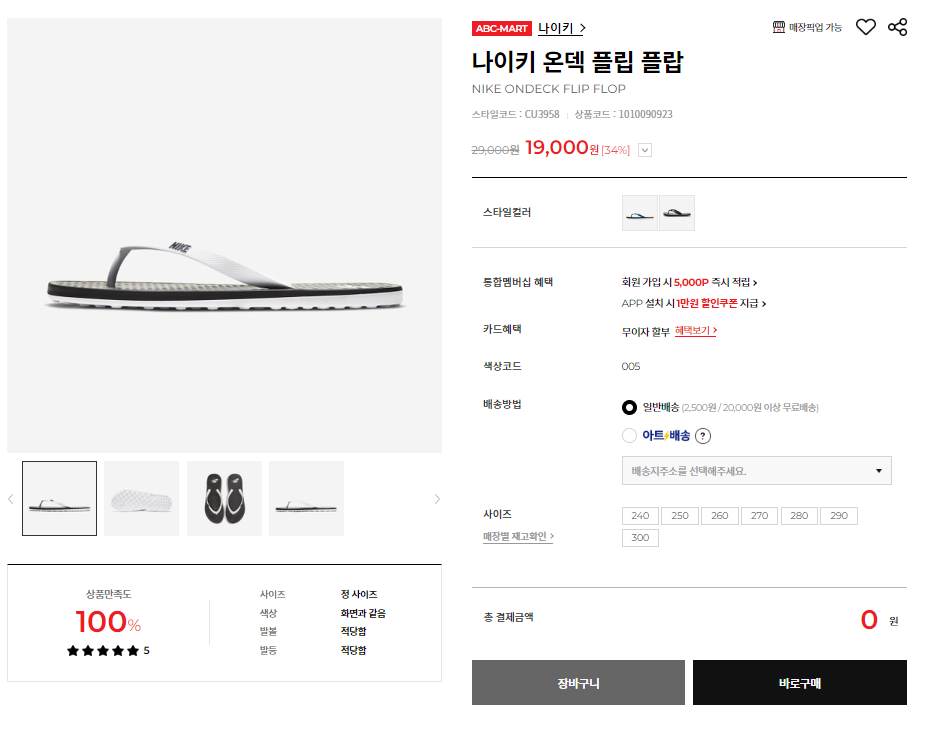 ABC-MART 나이키 >
매장픽업 가능
나이키 온덱 플립 플랍
NIKE ONDECK FLIP FLOP
스타일코드 : CU3958 | 상품코드 : 1010090923
29,000원 19,000원 [34%]
스타일컬러
NIKE
통합멤버십 혜택
회원 가입 시 5,000P 즉시 적립 >
APP 설치 시 1만원 할인쿠폰 지급 >
카드혜택
무이자 할부 혜택보기 >
색상코드
005
배송방법
일반배송 (2,500원 / 20,000원 이상 무료배송)
아트배송 ?
배송지주소를 선택해주세요.
사이즈
매장별 재고확인 >
240 250 260 270 280 290
300
상품만족도
100%
5
사이즈 정 사이즈
색상 화면과 같음
발볼 적당함
발등 적당함
총 결제금액
0 원
장바구니
바로구매